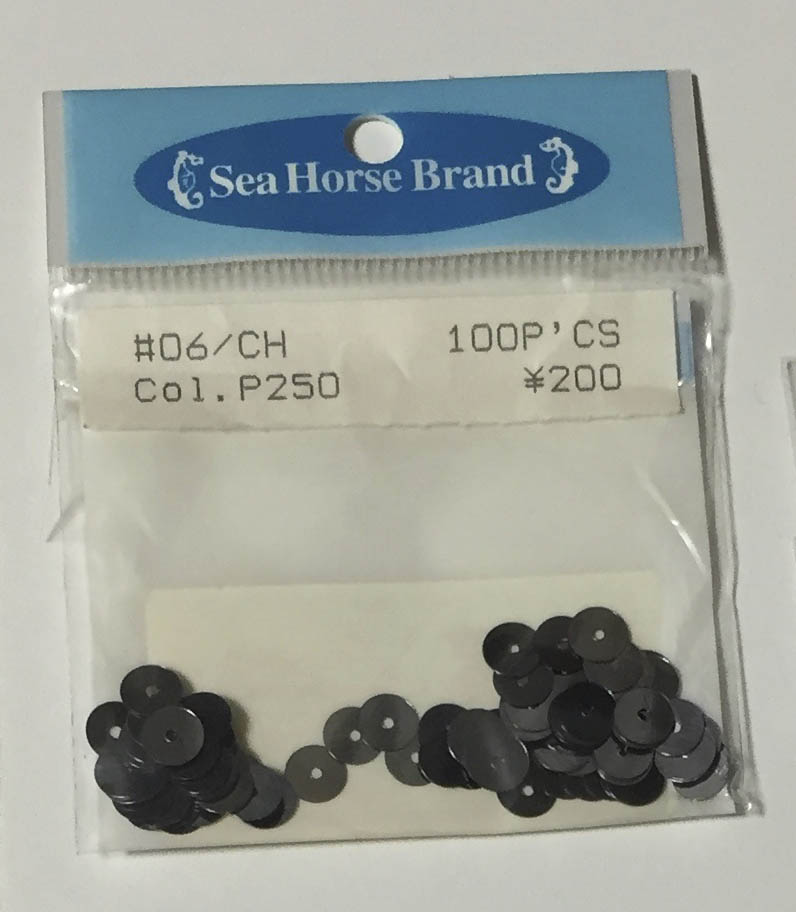 Sea Horse Brand
#06/CH 100P'CS
Col.P250 ¥200